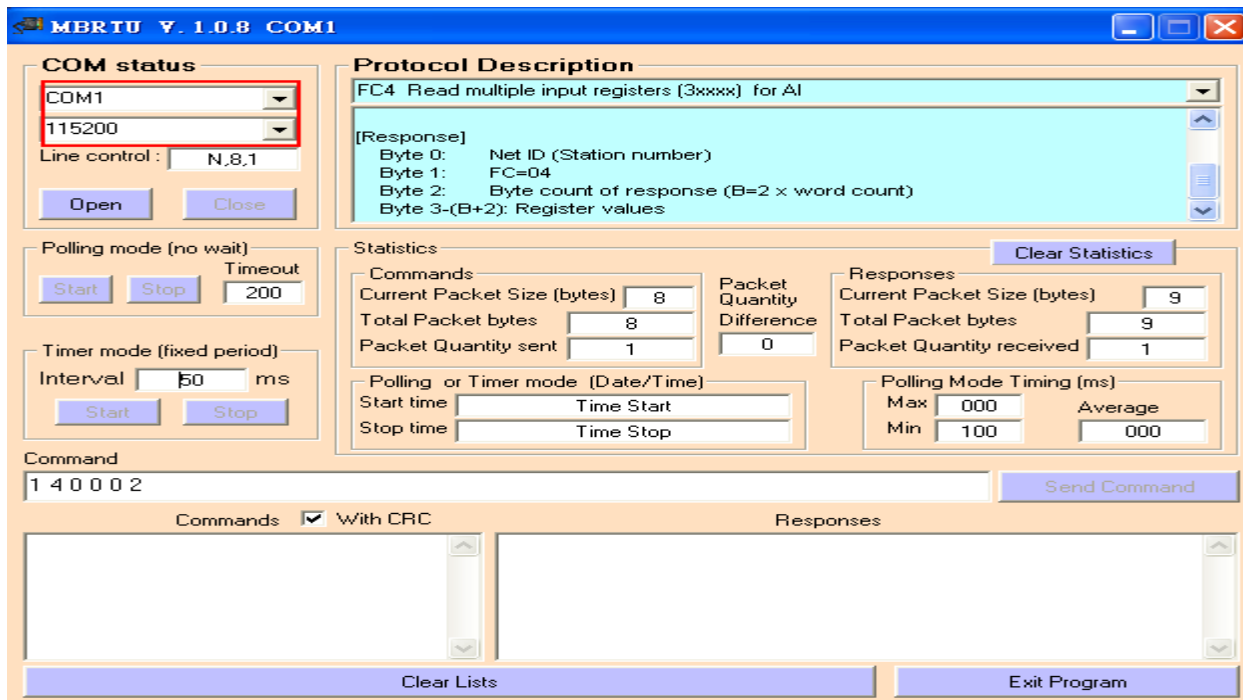 MBRTU V. 1.0.8 COM1
COM status
COM1
115200
Line control : N,8,1
Open Close
Protocol Description
FC4 Read multiple input registers (3xxxx) for AI
[Response]
Byte 0: Net ID (Station number)
Byte 1: FC=04
Byte 2: Byte count of response (B=2 x word count)
Byte 3-(B+2): Register values
Polling mode (no wait)
Timeout
Start Stop 200
Timer mode (fixed period)
Interval 50 ms
Start Stop
Statistics
Clear Statistics
Commands
Current Packet Size (bytes) 8
Total Packet bytes 8
Packet Quantity sent 1
Packet
Quantity
Difference
0
Responses
Current Packet Size (bytes) 9
Total Packet bytes 9
Packet Quantity received 1
Polling or Timer mode (Date/Time)
Start time Time Start
Stop time Time Stop
Polling Mode Timing (ms)
Max 000 Average
Min 100 000
Command
1 4 0 0 0 2
Send Command
Commands With CRC
Responses
Clear Lists
Exit Program